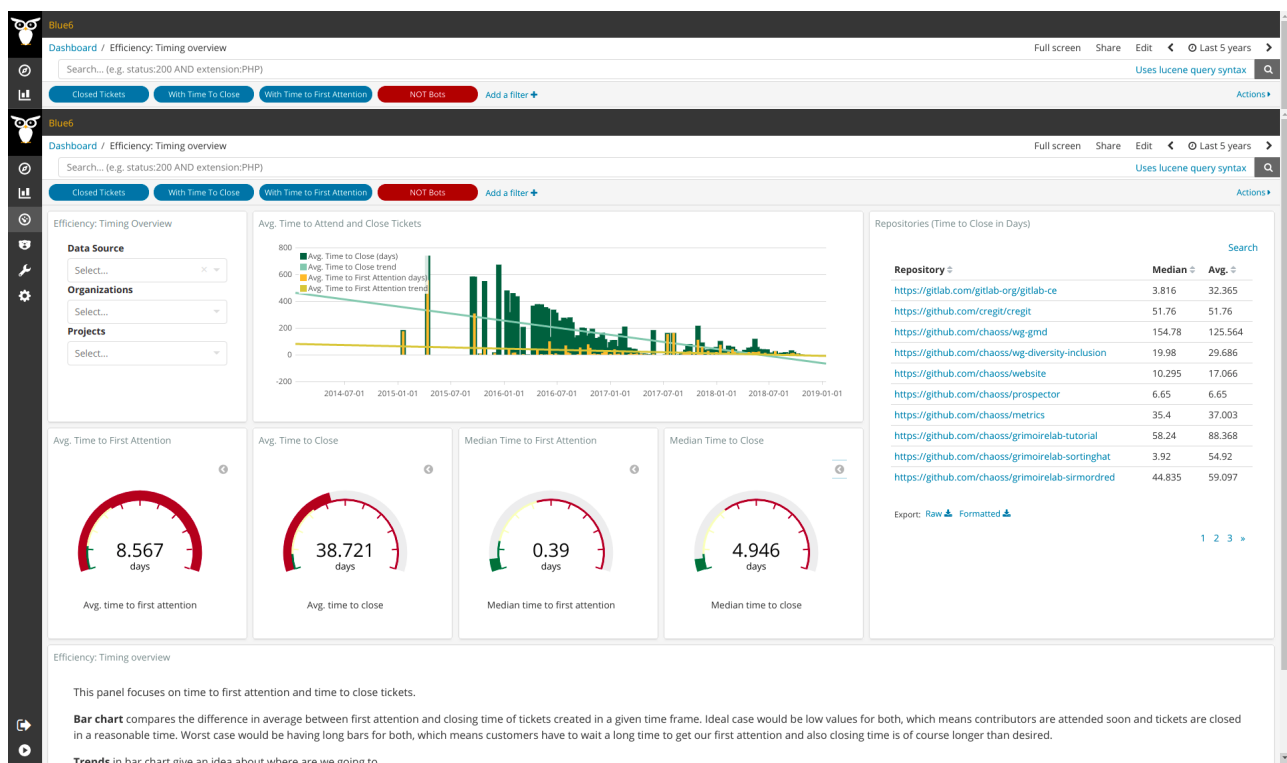 Blue6
Dashboard / Efficiency: Timing overview
Full screen Share Edit Last 5 years
Search... (e.g. status:200 AND extension:PHP)
Uses lucene query syntax
Closed Tickets With Time To Close With Time to First Attention NOT Bots Add a filter
Actions
Blue6
Dashboard / Efficiency: Timing overview
Full screen Share Edit Last 5 years
Search... (e.g. status:200 AND extension:PHP)
Uses lucene query syntax
Closed Tickets With Time To Close With Time to First Attention NOT Bots Add a filter
Actions
Efficiency: Timing Overview
Data Source
Select...
Organizations
Select...
Projects
Select...
Avg. Time to Attend and Close Tickets
800
600
400
200
0
-200
Avg. Time to Close (days)
Avg. Time to Close trend
Avg. Time to First Attention days)
Avg. Time to First Attention trend
2014-07-01 2015-01-01 2015-07-01 2016-01-01 2016-07-01 2017-01-01 2017-07-01 2018-01-01 2018-07-01 2019-01-01
Repositories (Time to Close in Days)
Search
Repository Median Avg.
https://gitlab.com/gitlab-org/gitlab-ce 3.816 32.365
https://github.com/cregit/cregit 51.76 51.76
https://github.com/chaoss/wg-gmd 154.78 125.564
https://github.com/chaoss/wg-diversity-inclusion 19.98 29.686
https://github.com/chaoss/website 10.295 17.066
https://github.com/chaoss/prospector 6.65 6.65
https://github.com/chaoss/metrics 35.4 37.003
https://github.com/chaoss/grimoirelab-tutorial 58.24 88.368
https://github.com/chaoss/grimoirelab-sortinghat 3.92 54.92
https://github.com/chaoss/grimoirelab-sirmordred 44.835 59.097
Export: Raw Formatted
1 2 3 »
Avg. Time to First Attention
8.567
days
Avg. time to first attention
Avg. Time to Close
38.721
days
Avg. time to close
Median Time to First Attention
0.39
days
Median time to first attention
Median Time to Close
4.946
days
Median time to close
Efficiency: Timing overview
This panel focuses on time to first attention and time to close tickets.
Bar chart compares the difference in average between first attention and closing time of tickets created in a given time frame. Ideal case would be low values for both, which means contributors are attended soon and tickets are closed
in a reasonable time. Worst case would be having long bars for both, which means customers have to wait a long time to get our first attention and also closing time is of course longer than desired.
Trends in bar chart give an idea about where are we going to